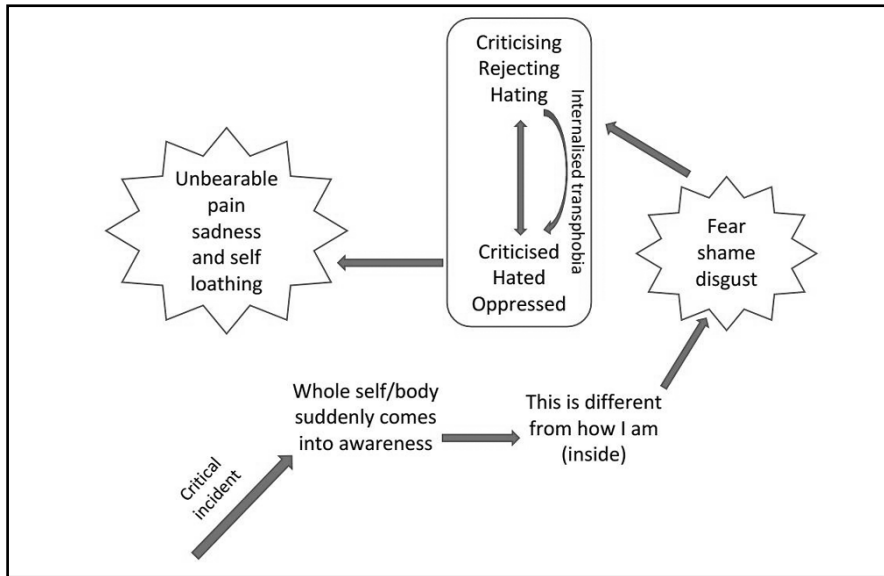 Criticising
Rejecting
Hating
Internalised transphobia
Criticised
Hated
Oppressed
Unbearable
pain
sadness
and self
loathing
Fear
shame
disgust
Whole self/body
suddenly comes
into awareness
This is different
from how I am
(inside)
Critical
incident